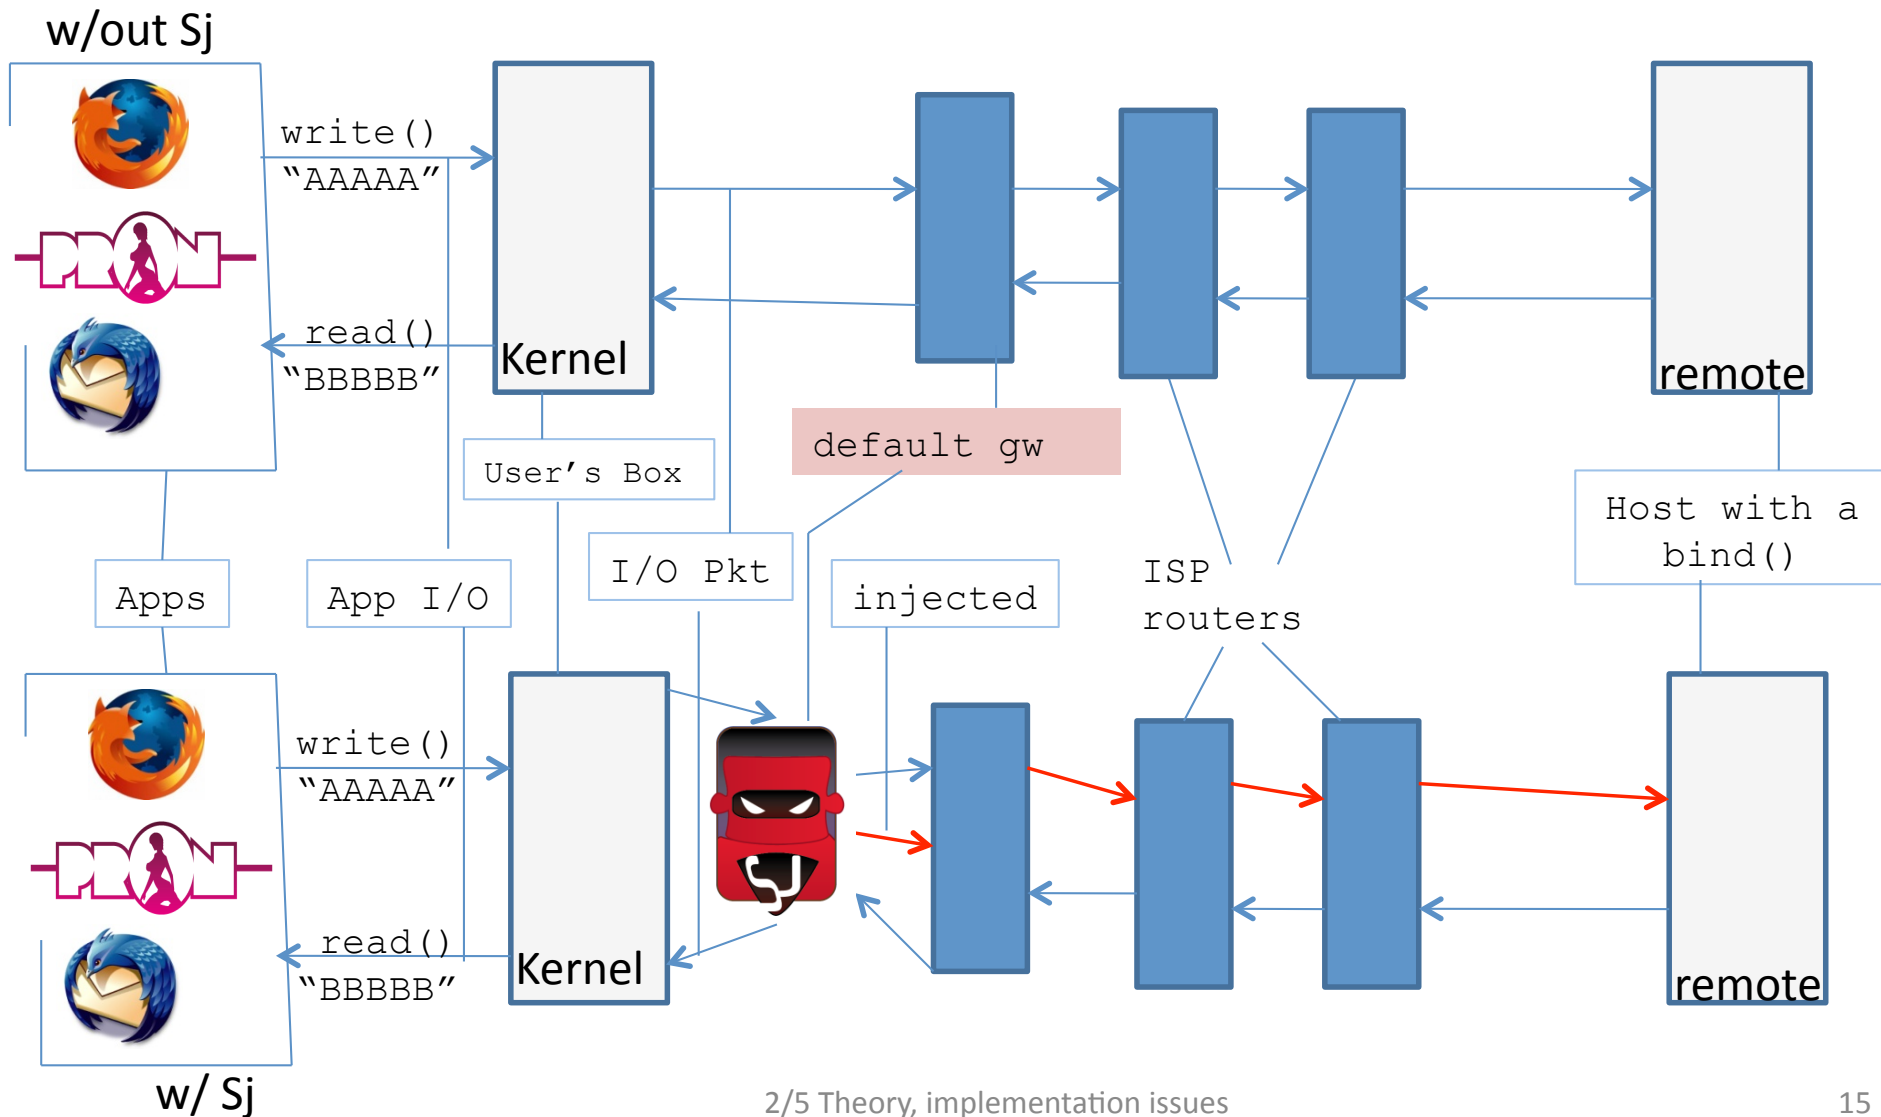 w/out Sj
write()
“AAAAA”
PRON
read()
“BBBBB”
Kernel
remote
default gw
User’s Box
Host with a
bind()
I/O Pkt
ISP
routers
Apps
App I/O
injected
write()
“AAAAA”
PRON
SJ
read()
“BBBBB”
Kernel
remote
w/ Sj
2/5 Theory, implementation issues
15